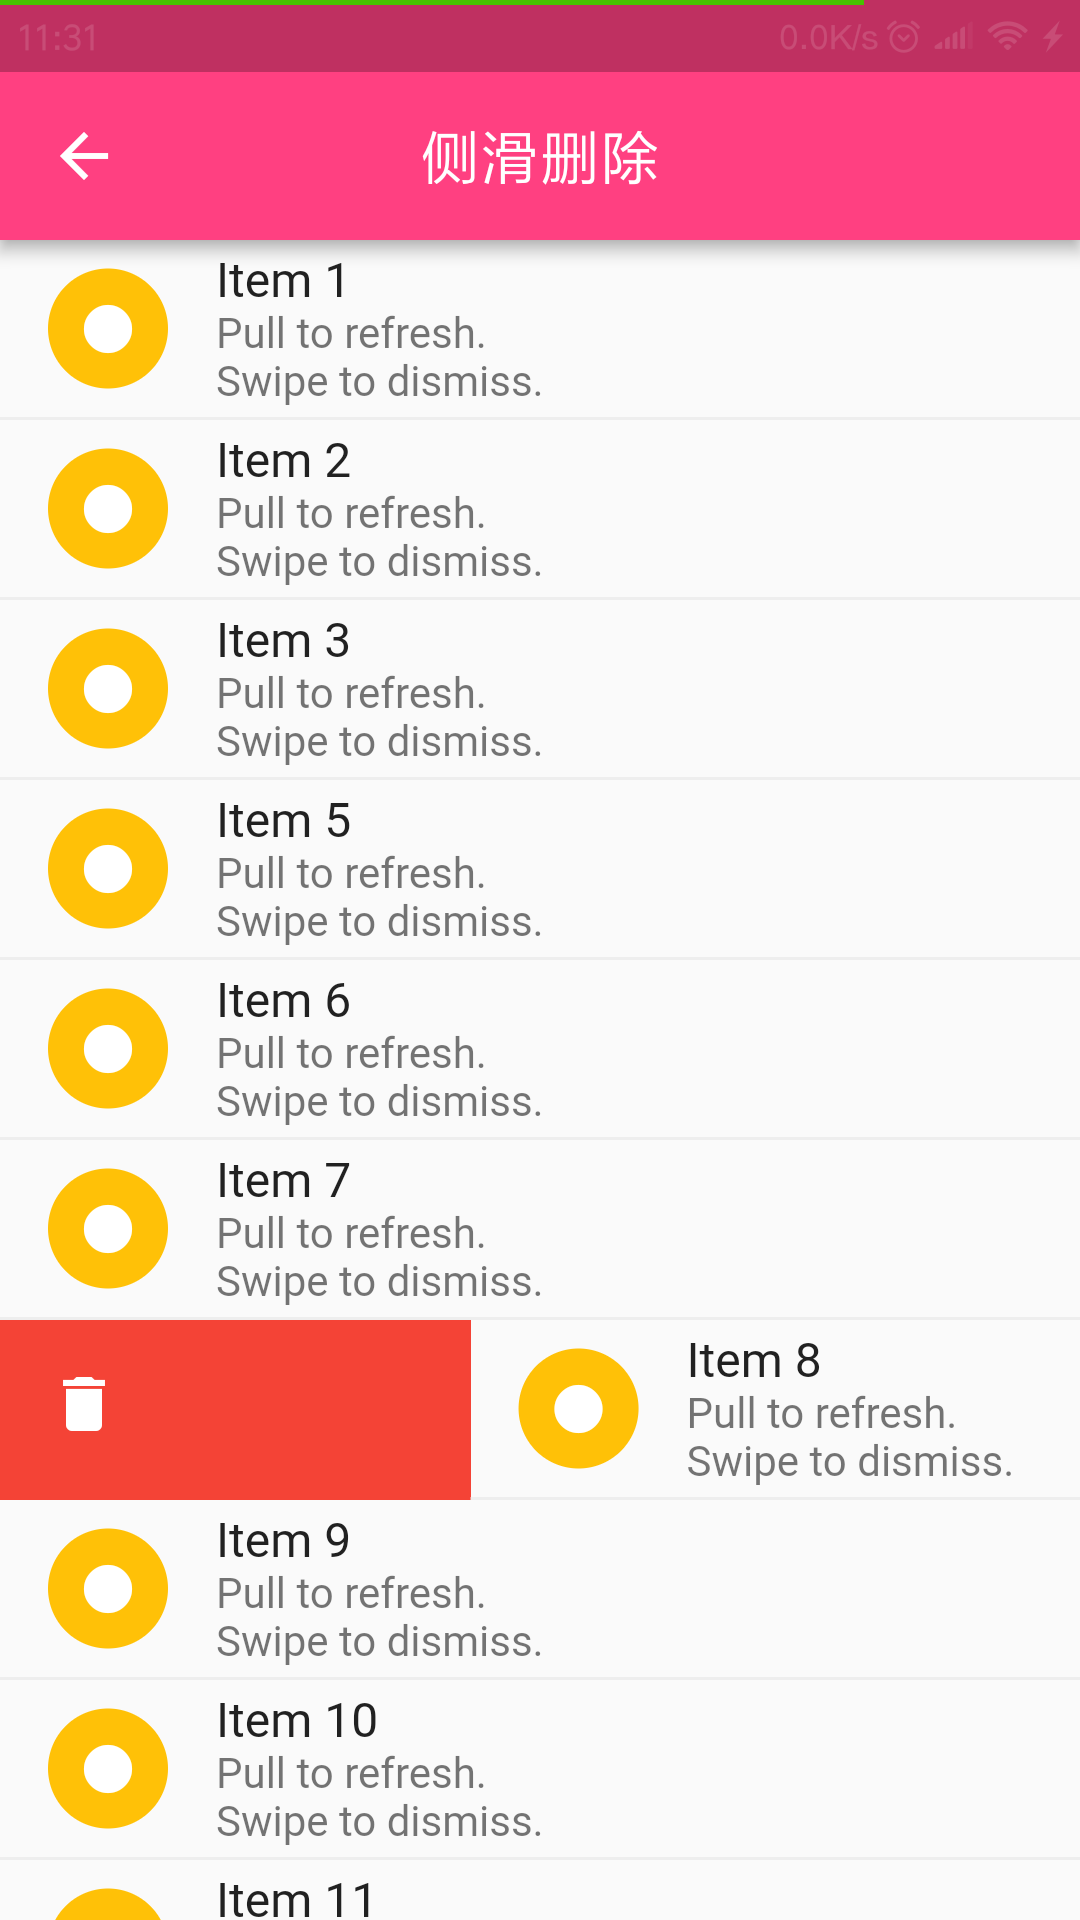 11:31 0.0K/s
侧滑删除
Item 1
Pull to refresh.
Swipe to dismiss.
Item 2
Pull to refresh.
Swipe to dismiss.
Item 3
Pull to refresh.
Swipe to dismiss.
Item 5
Pull to refresh.
Swipe to dismiss.
Item 6
Pull to refresh.
Swipe to dismiss.
Item 7
Pull to refresh.
Swipe to dismiss.
Item 8
Pull to refresh.
Swipe to dismiss.
Item 9
Pull to refresh.
Swipe to dismiss.
Item 10
Pull to refresh.
Swipe to dismiss.
Item 11